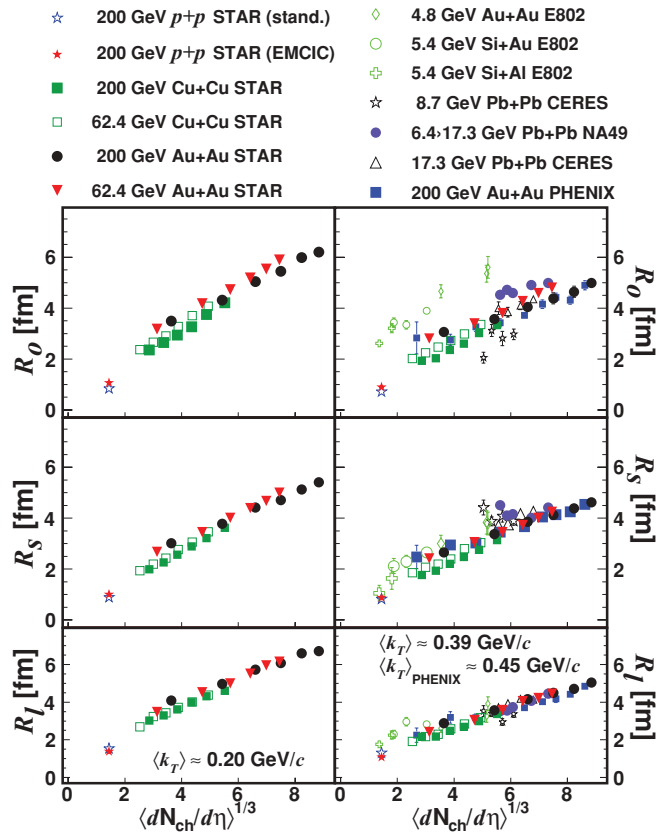 200 GeV p+p STAR (stand.)
200 GeV p+p STAR (EMCIC)
200 GeV Cu+Cu STAR
62.4 GeV Cu+Cu STAR
200 GeV Au+Au STAR
62.4 GeV Au+Au STAR
4.8 GeV Au+Au E802
5.4 GeV Si+Au E802
5.4 GeV Si+Al E802
8.7 GeV Pb+Pb CERES
6.4›17.3 GeV Pb+Pb NA49
17.3 GeV Pb+Pb CERES
200 GeV Au+Au PHENIX
R_o [fm]
6
4
2
0
6
4
2
0
R_o [fm]
R_s [fm]
6
4
2
0
6
4
2
0
R_s [fm]
R_l [fm]
6
4
2
0
⟨k_T⟩ ≈ 0.20 GeV/c
⟨k_T⟩ ≈ 0.39 GeV/c
⟨k_T⟩_PHENIX ≈ 0.45 GeV/c
6
4
2
0
R_l [fm]
0 2 4 6 8
0 2 4 6 8
⟨dN_ch/dη⟩^1/3
⟨dN_ch/dη⟩^1/3